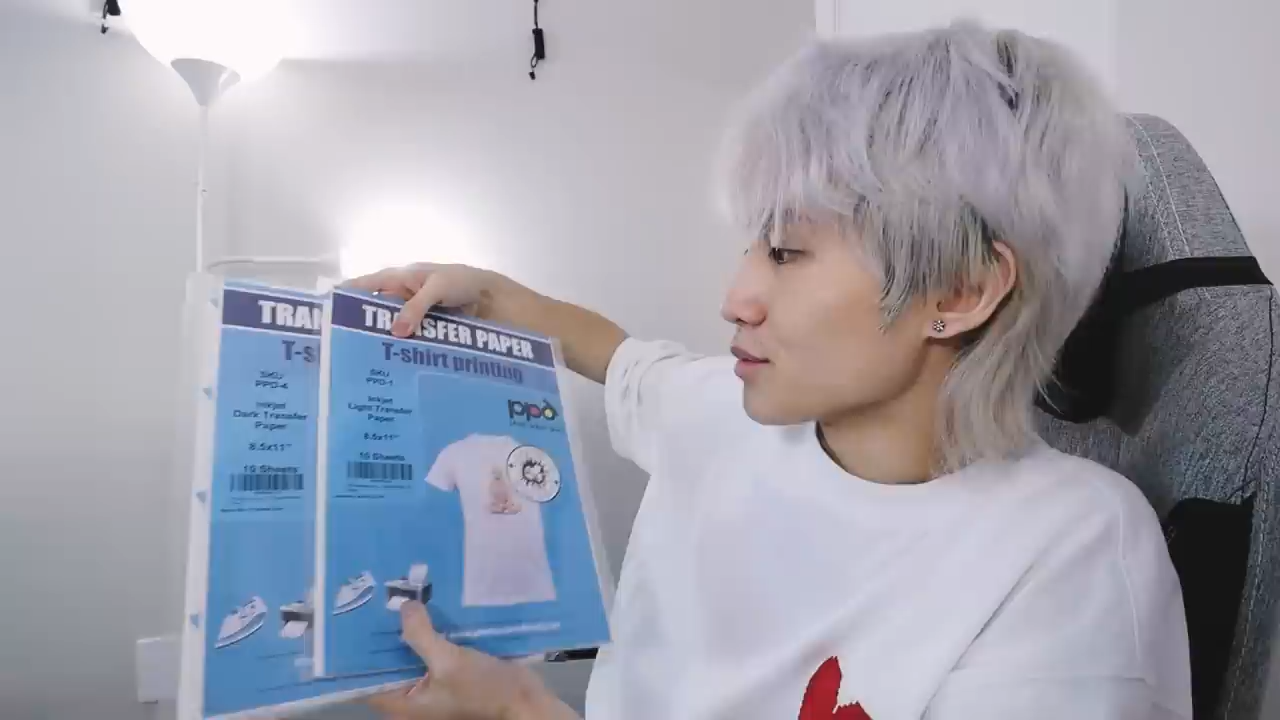 TRAN
T-s
SKU
PPD-4
Inkjet
Dark Transfer
Paper
8.5x11"
10 Sheets
TRANSFER PAPER
T-shirt printing
SKU
PPD-1
Inkjet
Light Transfer
Paper
8.5x11"
10 Sheets
ppd